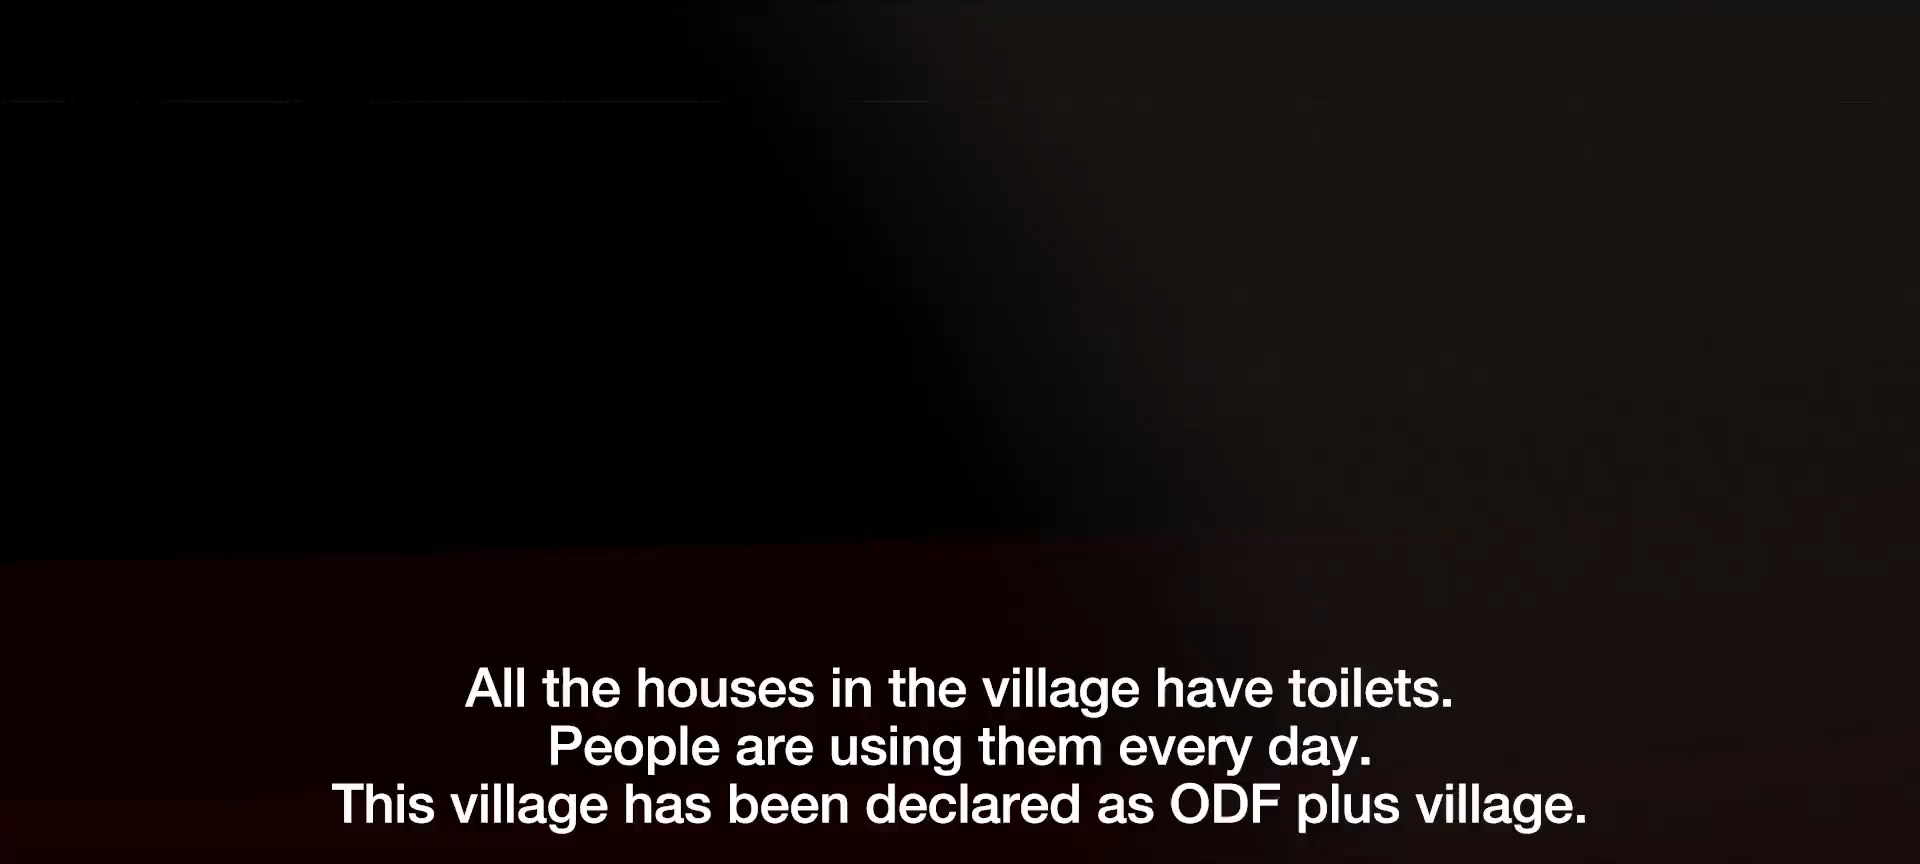 All the houses in the village have toilets.
People are using them every day.
This village has been declared as ODF plus village.